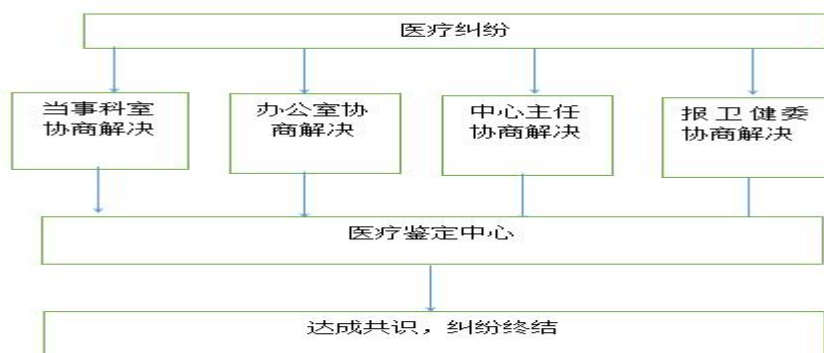 医疗纠纷
当事科室
协商解决
办公室协
商解决
中心主任
协商解决
报卫健委
协商解决
医疗鉴定中心
达成共识，纠纷终结